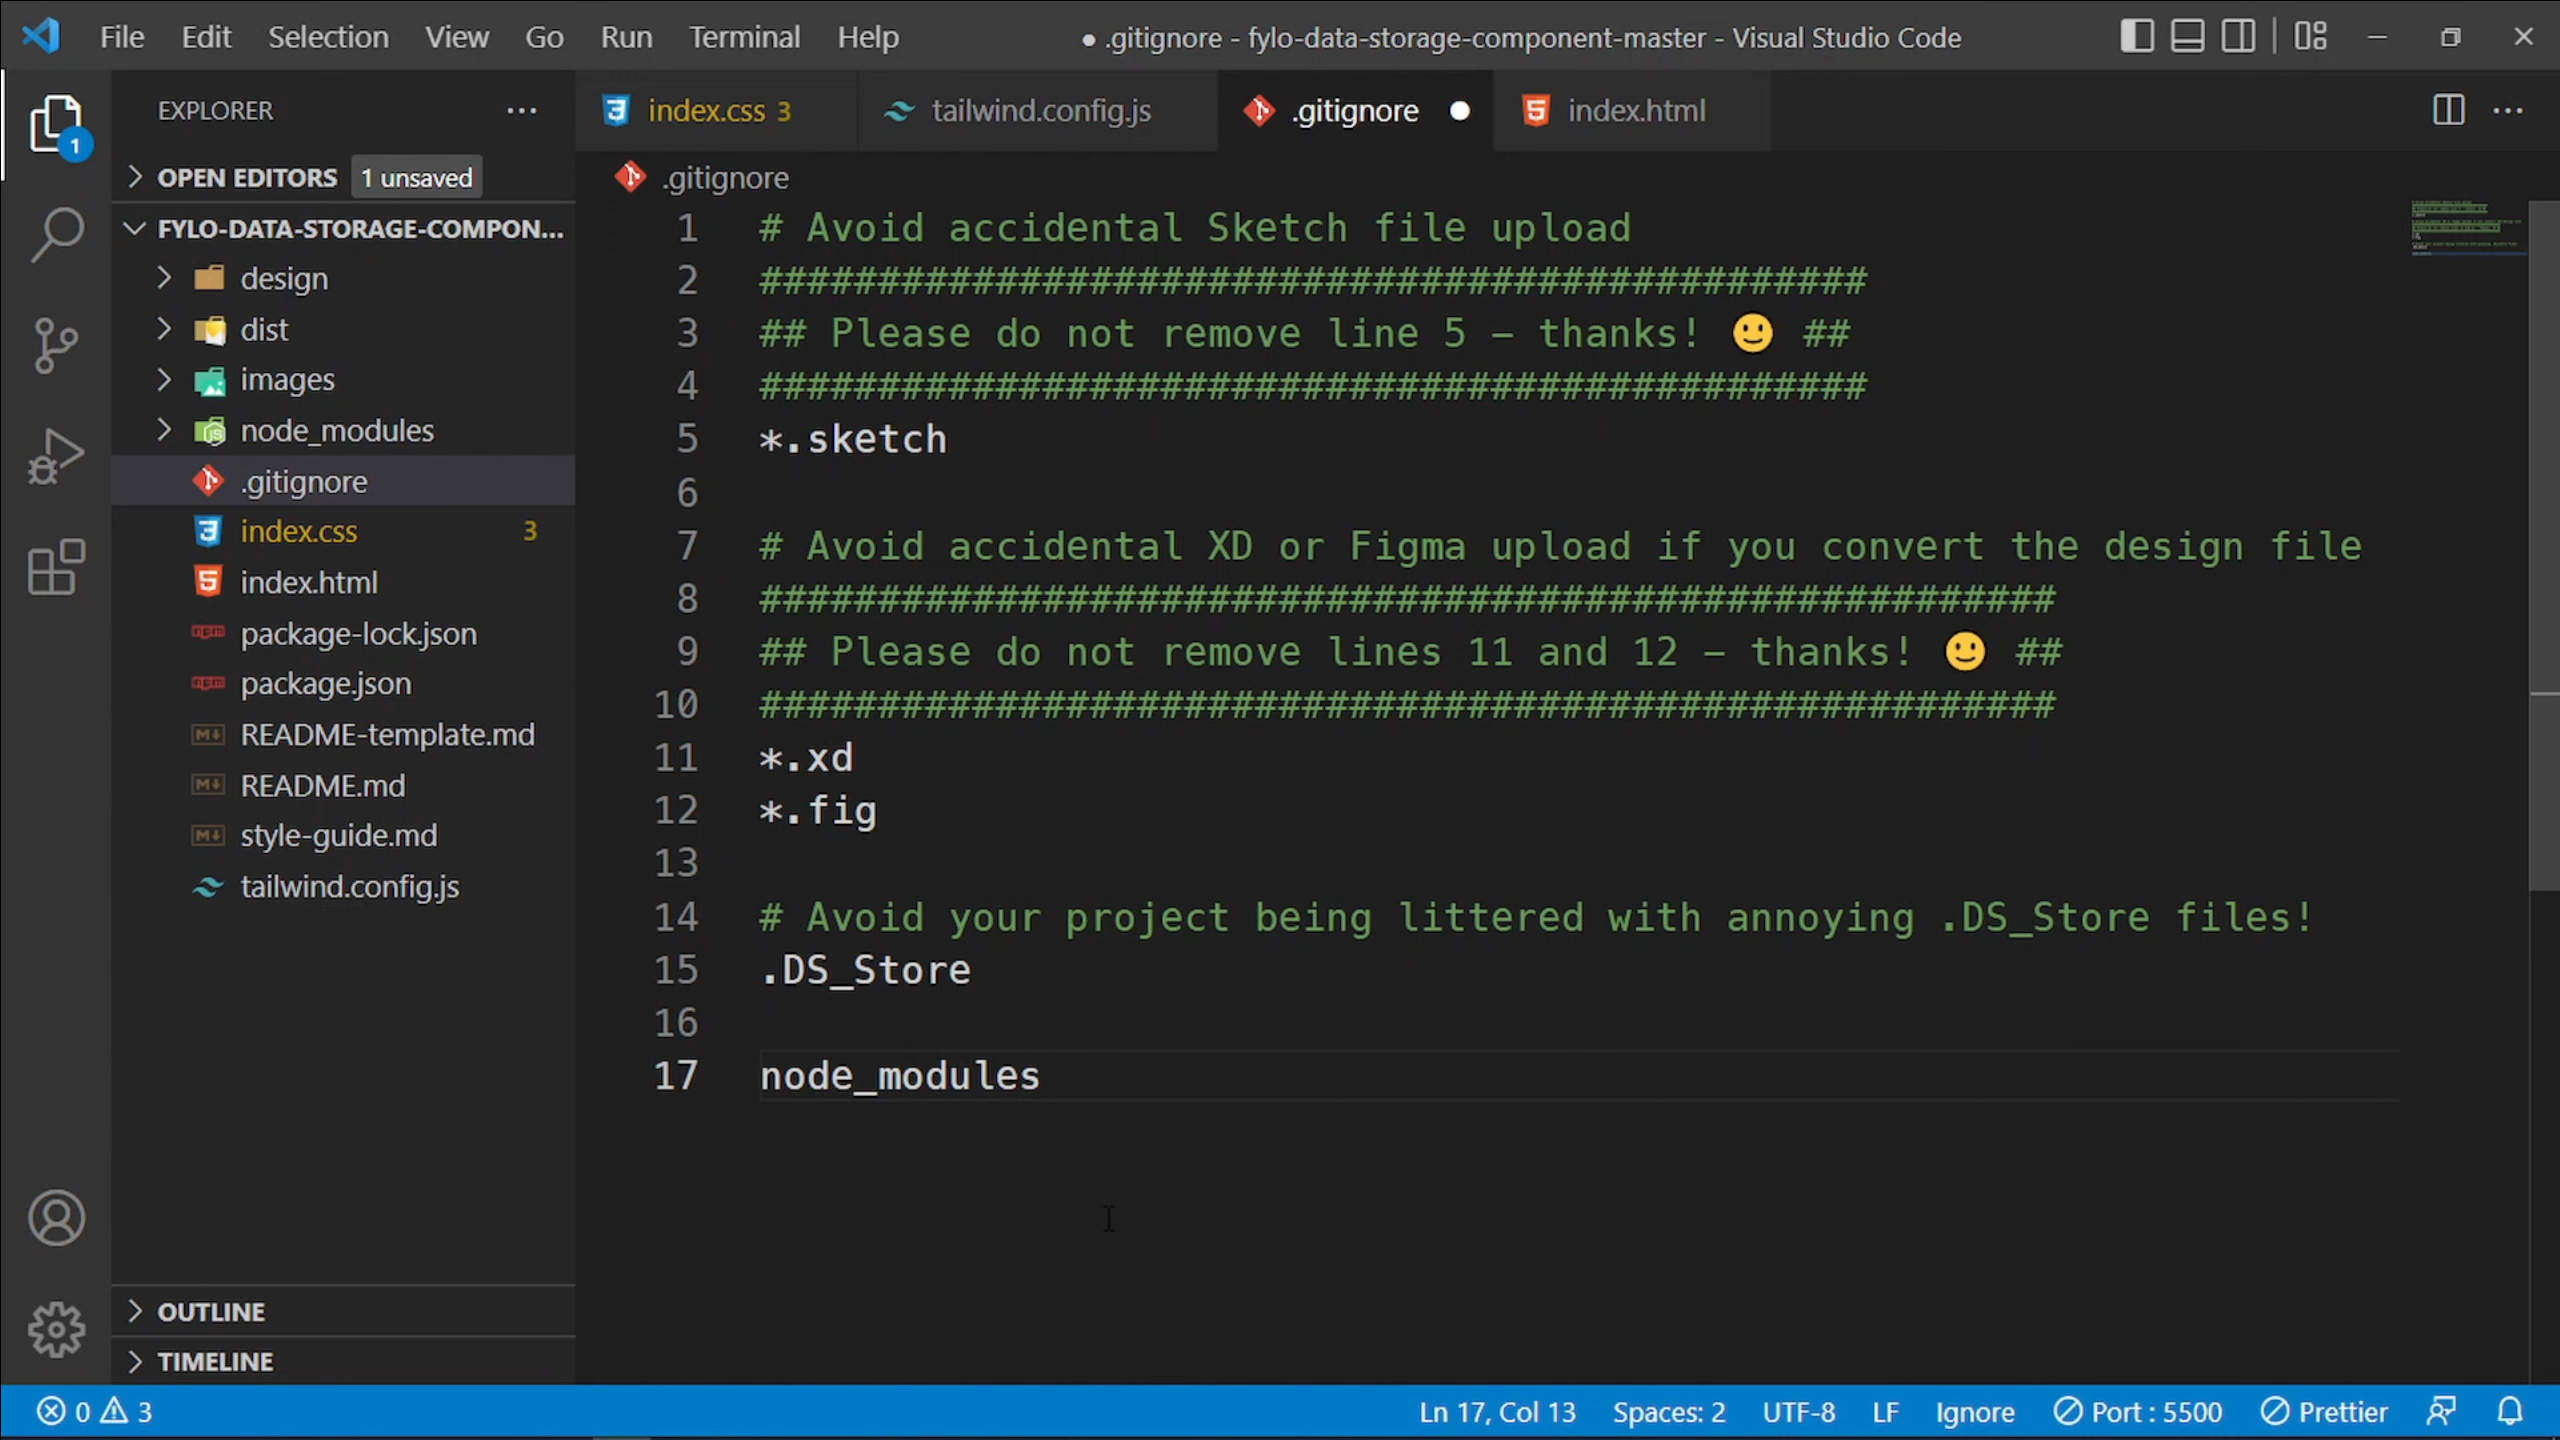 File Edit Selection View Go Run Terminal Help ● .gitignore - fylo-data-storage-component-master - Visual Studio Code
EXPLORER ···
OPEN EDITORS 1 unsaved
FYLO-DATA-STORAGE-COMPON...
design
dist
images
node_modules
.gitignore
index.css 3
index.html
package-lock.json
package.json
README-template.md
README.md
style-guide.md
tailwind.config.js
OUTLINE
TIMELINE
index.css 3 tailwind.config.js .gitignore ● index.html
.gitignore
1 # Avoid accidental Sketch file upload
2 ###############################################
3 ## Please do not remove line 5 – thanks! 🙂 ##
4 ###############################################
5 *.sketch
6
7 # Avoid accidental XD or Figma upload if you convert the design file
8 #######################################################
9 ## Please do not remove lines 11 and 12 – thanks! 🙂 ##
10 #######################################################
11 *.xd
12 *.fig
13
14 # Avoid your project being littered with annoying .DS_Store files!
15 .DS_Store
16
17 node_modules
1
0 3 Ln 17, Col 13 Spaces: 2 UTF-8 LF Ignore Port : 5500 Prettier